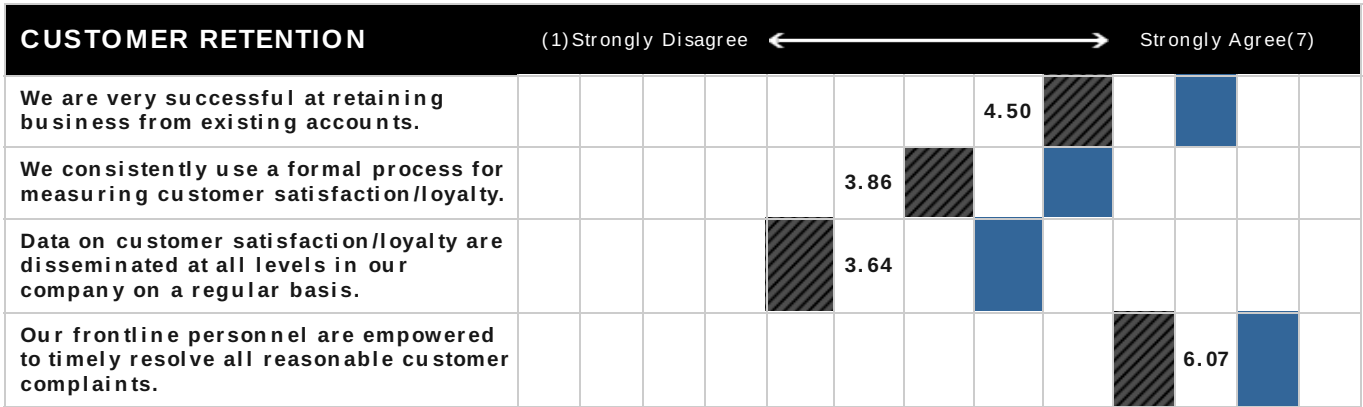 CUSTOMER RETENTION
(1)Strongly Disagree
Strongly Agree(7)
We are very successful at retaining
business from existing accounts.
4.50
We consistently use a formal process for
measuring customer satisfaction/loyalty.
3.86
Data on customer satisfaction/loyalty are
disseminated at all levels in our
company on a regular basis.
3.64
Our frontline personnel are empowered
to timely resolve all reasonable customer
complaints.
6.07